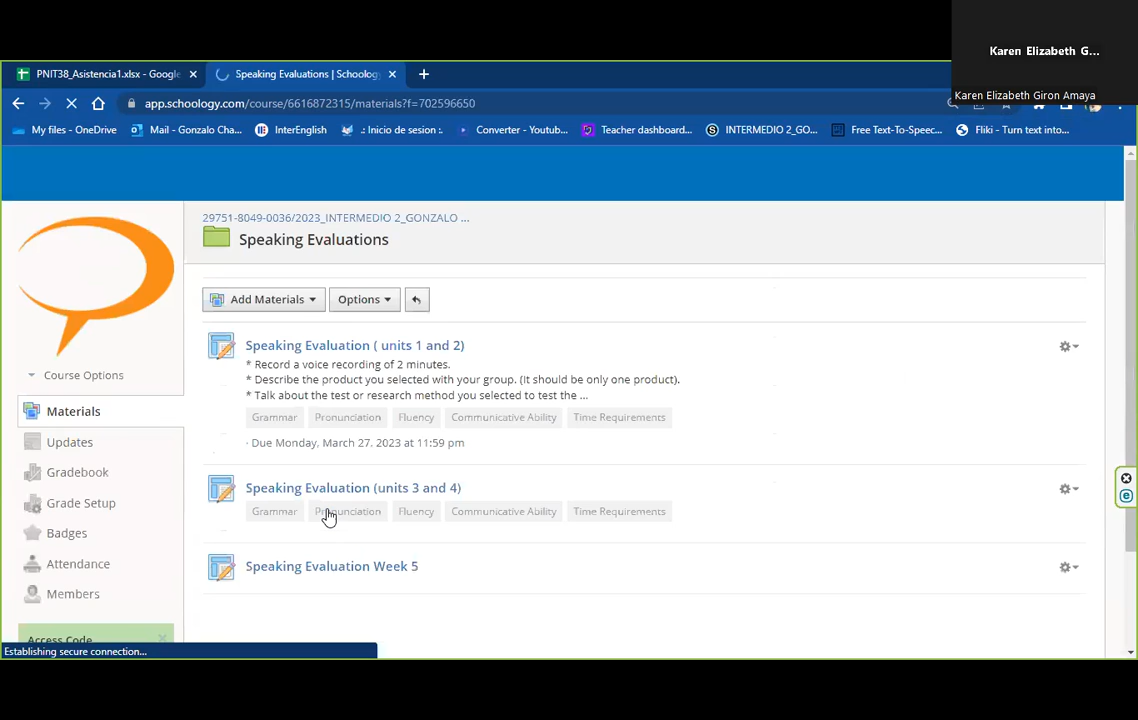 Karen Elizabeth G...
Karen Elizabeth Giron Amaya
PNIT38_Asistencia1.xlsx - Google
Speaking Evaluations | Schoology
app.schoology.com/course/6616872315/materials?f=702596650
My files - OneDrive
Mail - Gonzalo Cha...
InterEnglish
.: Inicio de sesion :.
Converter - Youtub...
Teacher dashboard...
INTERMEDIO 2_GO...
Free Text-To-Speec...
Fliki - Turn text into...
29751-8049-0036/2023_INTERMEDIO 2_GONZALO ...
Speaking Evaluations
Add Materials
Options
Speaking Evaluation ( units 1 and 2)
* Record a voice recording of 2 minutes.
* Describe the product you selected with your group. (It should be only one product).
* Talk about the test or research method you selected to test the ...
Grammar Pronunciation Fluency Communicative Ability Time Requirements
· Due Monday, March 27, 2023 at 11:59 pm
Speaking Evaluation (units 3 and 4)
Grammar Pronunciation Fluency Communicative Ability Time Requirements
Speaking Evaluation Week 5
Course Options
Materials
Updates
Gradebook
Grade Setup
Badges
Attendance
Members
Access Code
Establishing secure connection...